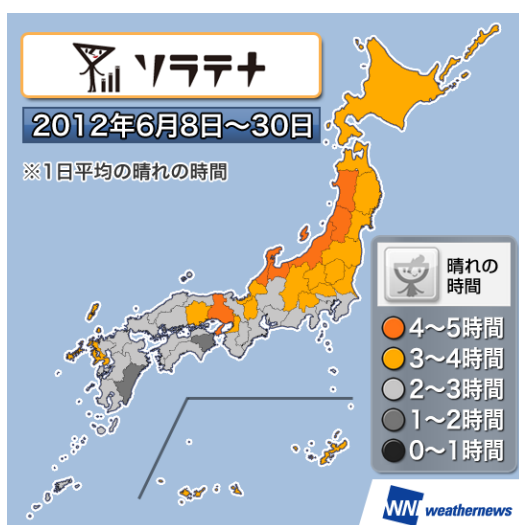 ソラテナ
2012年6月8日～30日
※1日平均の晴れの時間
晴れの
時間
4～5時間
3～4時間
2～3時間
1～2時間
0～1時間
WN weathernews